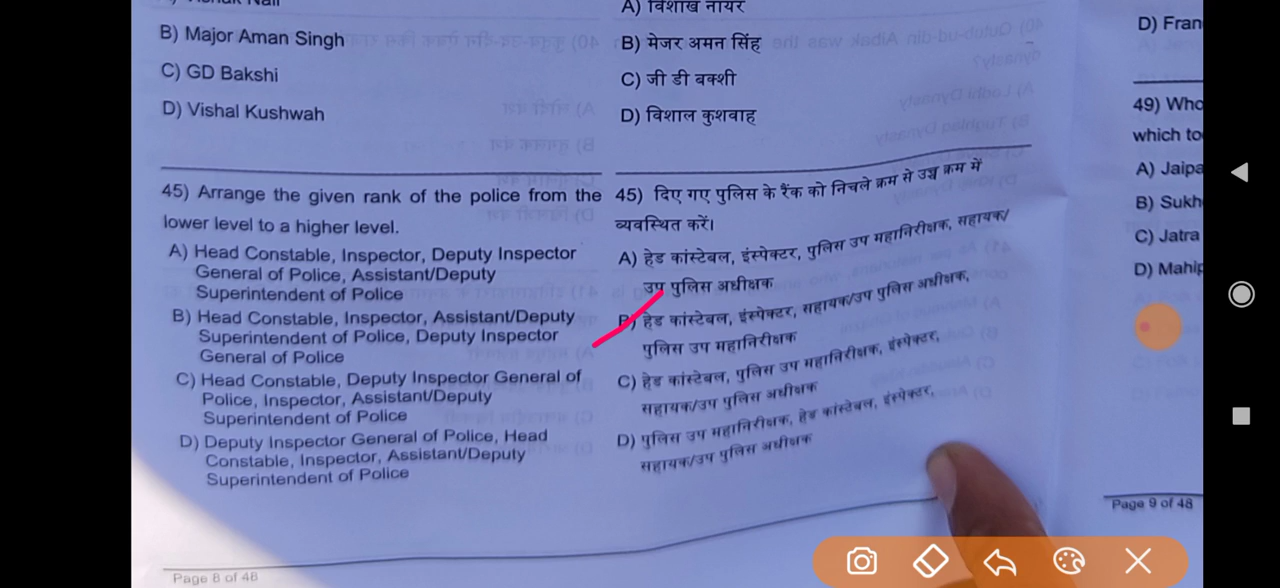 B) Major Aman Singh
C) GD Bakshi
D) Vishal Kushwah
A) विशाख नायर
B) मेजर अमन सिंह
C) जी डी बक्शी
D) विशाल कुशवाह
45) Arrange the given rank of the police from the
lower level to a higher level.
A) Head Constable, Inspector, Deputy Inspector
General of Police, Assistant/Deputy
Superintendent of Police
B) Head Constable, Inspector, Assistant/Deputy
Superintendent of Police, Deputy Inspector
General of Police
C) Head Constable, Deputy Inspector General of
Police, Inspector, Assistant/Deputy
Superintendent of Police
D) Deputy Inspector General of Police, Head
Constable, Inspector, Assistant/Deputy
Superintendent of Police
Page 8 of 48
45) दिए गए पुलिस के रैंक को निचले क्रम से उच्च क्रम में
व्यवस्थित करें।
A) हेड कांस्टेबल, इंस्पेक्टर, पुलिस उप महानिरीक्षक, सहायक/
उप पुलिस अधीक्षक
B) हेड कांस्टेबल, इंस्पेक्टर, सहायक/उप पुलिस अधीक्षक,
पुलिस उप महानिरीक्षक
C) हेड कांस्टेबल, पुलिस उप महानिरीक्षक, इंस्पेक्टर,
सहायक/उप पुलिस अधीक्षक
D) पुलिस उप महानिरीक्षक, हेड कांस्टेबल, इंस्पेक्टर,
सहायक/उप पुलिस अधीक्षक
D) Fran
49) Who
which to
A) Jaipa
B) Sukh
C) Jatra
D) Mahip
Page 9 of 48